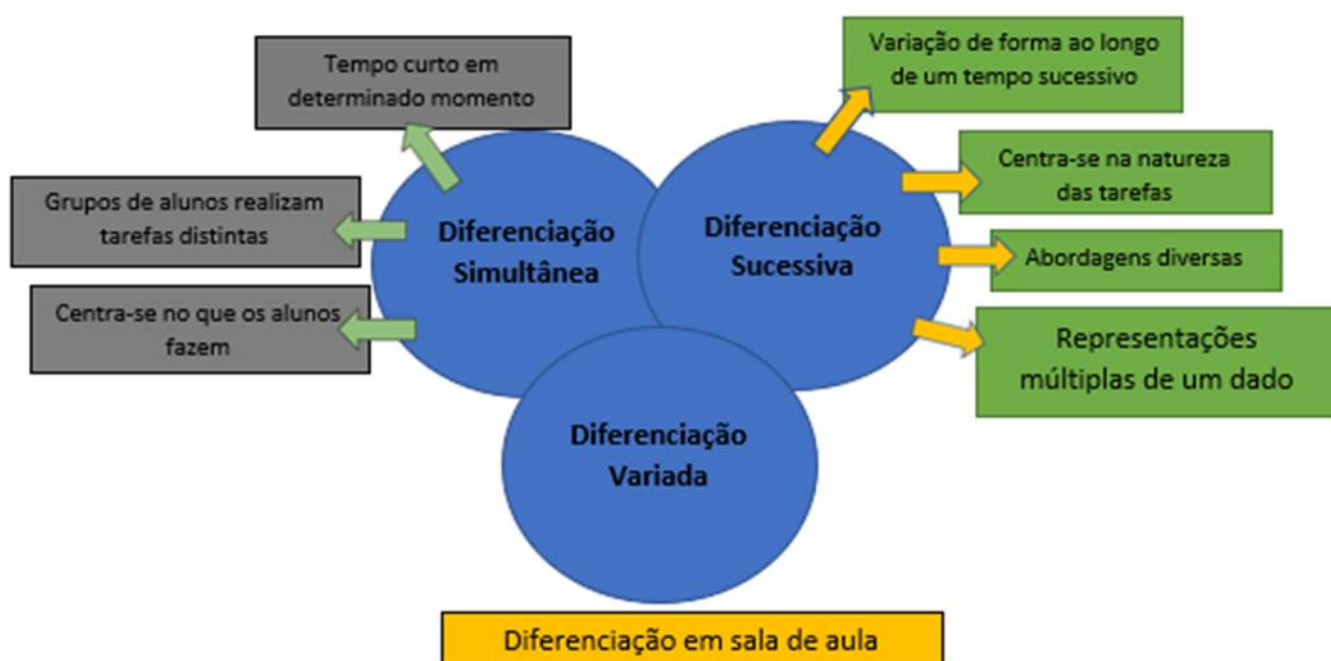 Tempo curto em
determinado momento
Grupos de alunos realizam
tarefas distintas
Centra-se no que os alunos
fazem
Diferenciação
Simultânea
Diferenciação
Sucessiva
Diferenciação
Variada
Variação de forma ao longo
de um tempo sucessivo
Centra-se na natureza
das tarefas
Abordagens diversas
Representações
múltiplas de um dado
Diferenciação em sala de aula